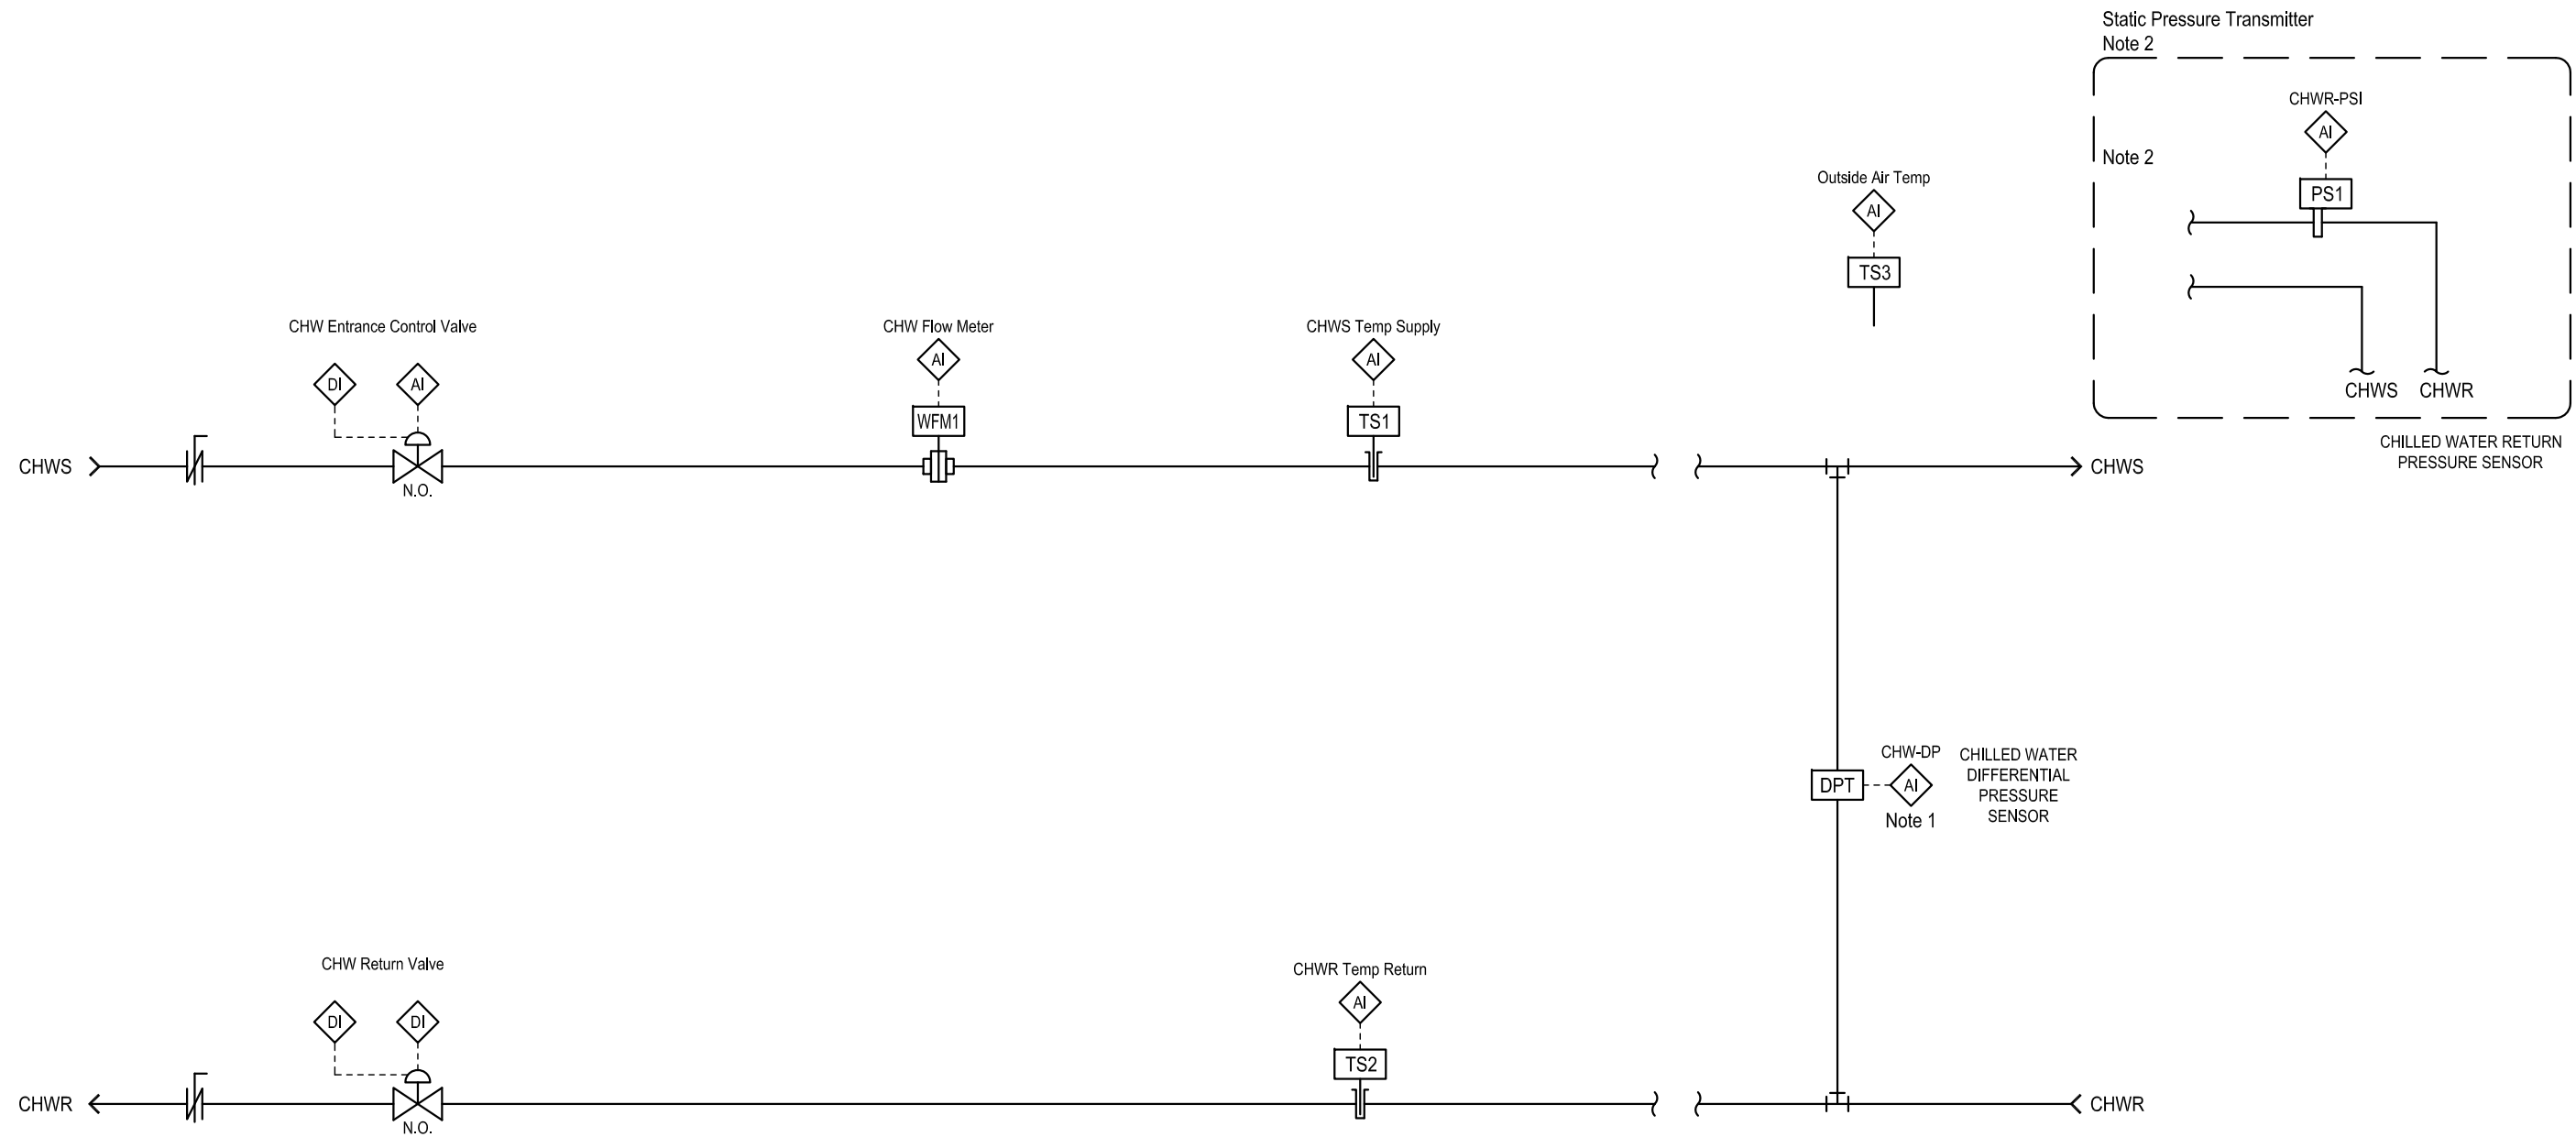 Static Pressure Transmitter
Note 2
CHWR-PSI
AI
Note 2
PS1
CHWS
CHWR
CHILLED WATER RETURN
PRESSURE SENSOR
Outside Air Temp
AI
TS3
CHW Entrance Control Valve
DI
AI
N.O.
CHW Flow Meter
AI
WFM1
CHWS Temp Supply
AI
TS1
CHWS
CHWS
CHW-DP
DPT
AI
Note 1
CHILLED WATER
DIFFERENTIAL
PRESSURE
SENSOR
CHW Return Valve
DI
DI
N.O.
CHWR Temp Return
AI
TS2
CHWR
CHWR